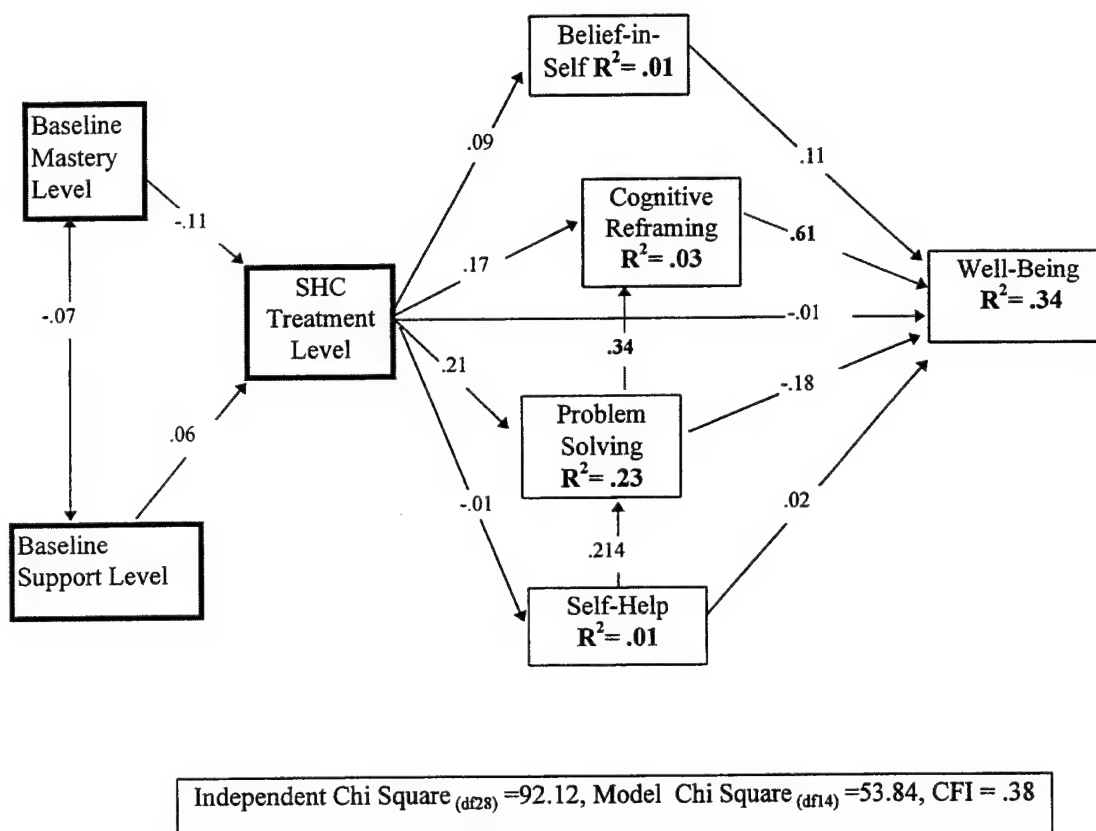 Belief-in-
Self R²= .01
Baseline
Mastery
Level
.09
.11
-.11
Cognitive
Reframing
R²= .03
.61
.17
SHC
Treatment
Level
Well-Being
R²= .34
-.07
-.01
.34
.21
-.18
Problem
Solving
R²= .23
.06
-.01
.02
Baseline
Support Level
.214
Self-Help
R²= .01
Independent Chi Square (df28) =92.12, Model Chi Square (df14) =53.84, CFI = .38